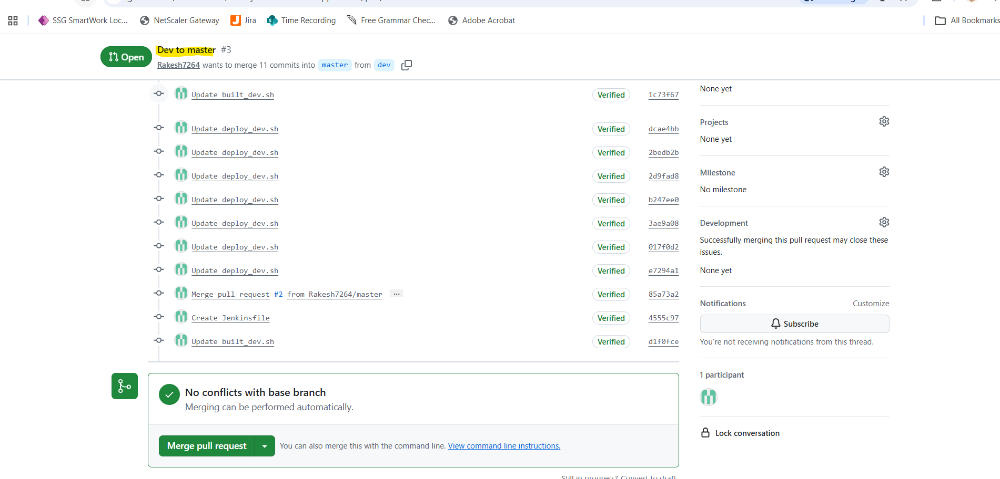 SSG SmartWork Loc...
NetScaler Gateway
Jira
Time Recording
Free Grammar Chec...
Adobe Acrobat
All Bookmarks
Open
Dev to master #3
Rakesh7264 wants to merge 11 commits into master from dev
Update built_dev.sh Verified 1c73f67
Update deploy_dev.sh Verified dcae4bb
Update deploy_dev.sh Verified 2bedb2b
Update deploy_dev.sh Verified 2d9fad8
Update deploy_dev.sh Verified b247ee0
Update deploy_dev.sh Verified 3ae9a08
Update deploy_dev.sh Verified 017f0d2
Update deploy_dev.sh Verified e7294a1
Merge pull request #2 from Rakesh7264/master ... Verified 85a73a2
Create Jenkinsfile Verified 4555c97
Update built_dev.sh Verified d1f0fce
No conflicts with base branch
Merging can be performed automatically.
Merge pull request
You can also merge this with the command line. View command line instructions.
Still in progress? Convert to draft
None yet
Projects
None yet
Milestone
No milestone
Development
Successfully merging this pull request may close these
issues.
None yet
Notifications
Customize
Subscribe
You're not receiving notifications from this thread.
1 participant
Lock conversation